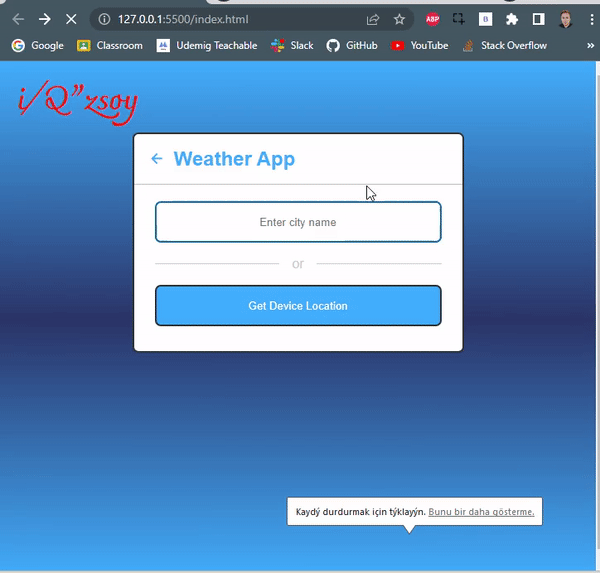 127.0.0.1:5500/index.html
ABP
Google Classroom Udemig Teachable Slack GitHub YouTube Stack Overflow »
i/Q”zsoy
Weather App
Enter city name
or
Get Device Location
Kaydý durdurmak için týklayýn. Bunu bir daha gösterme.